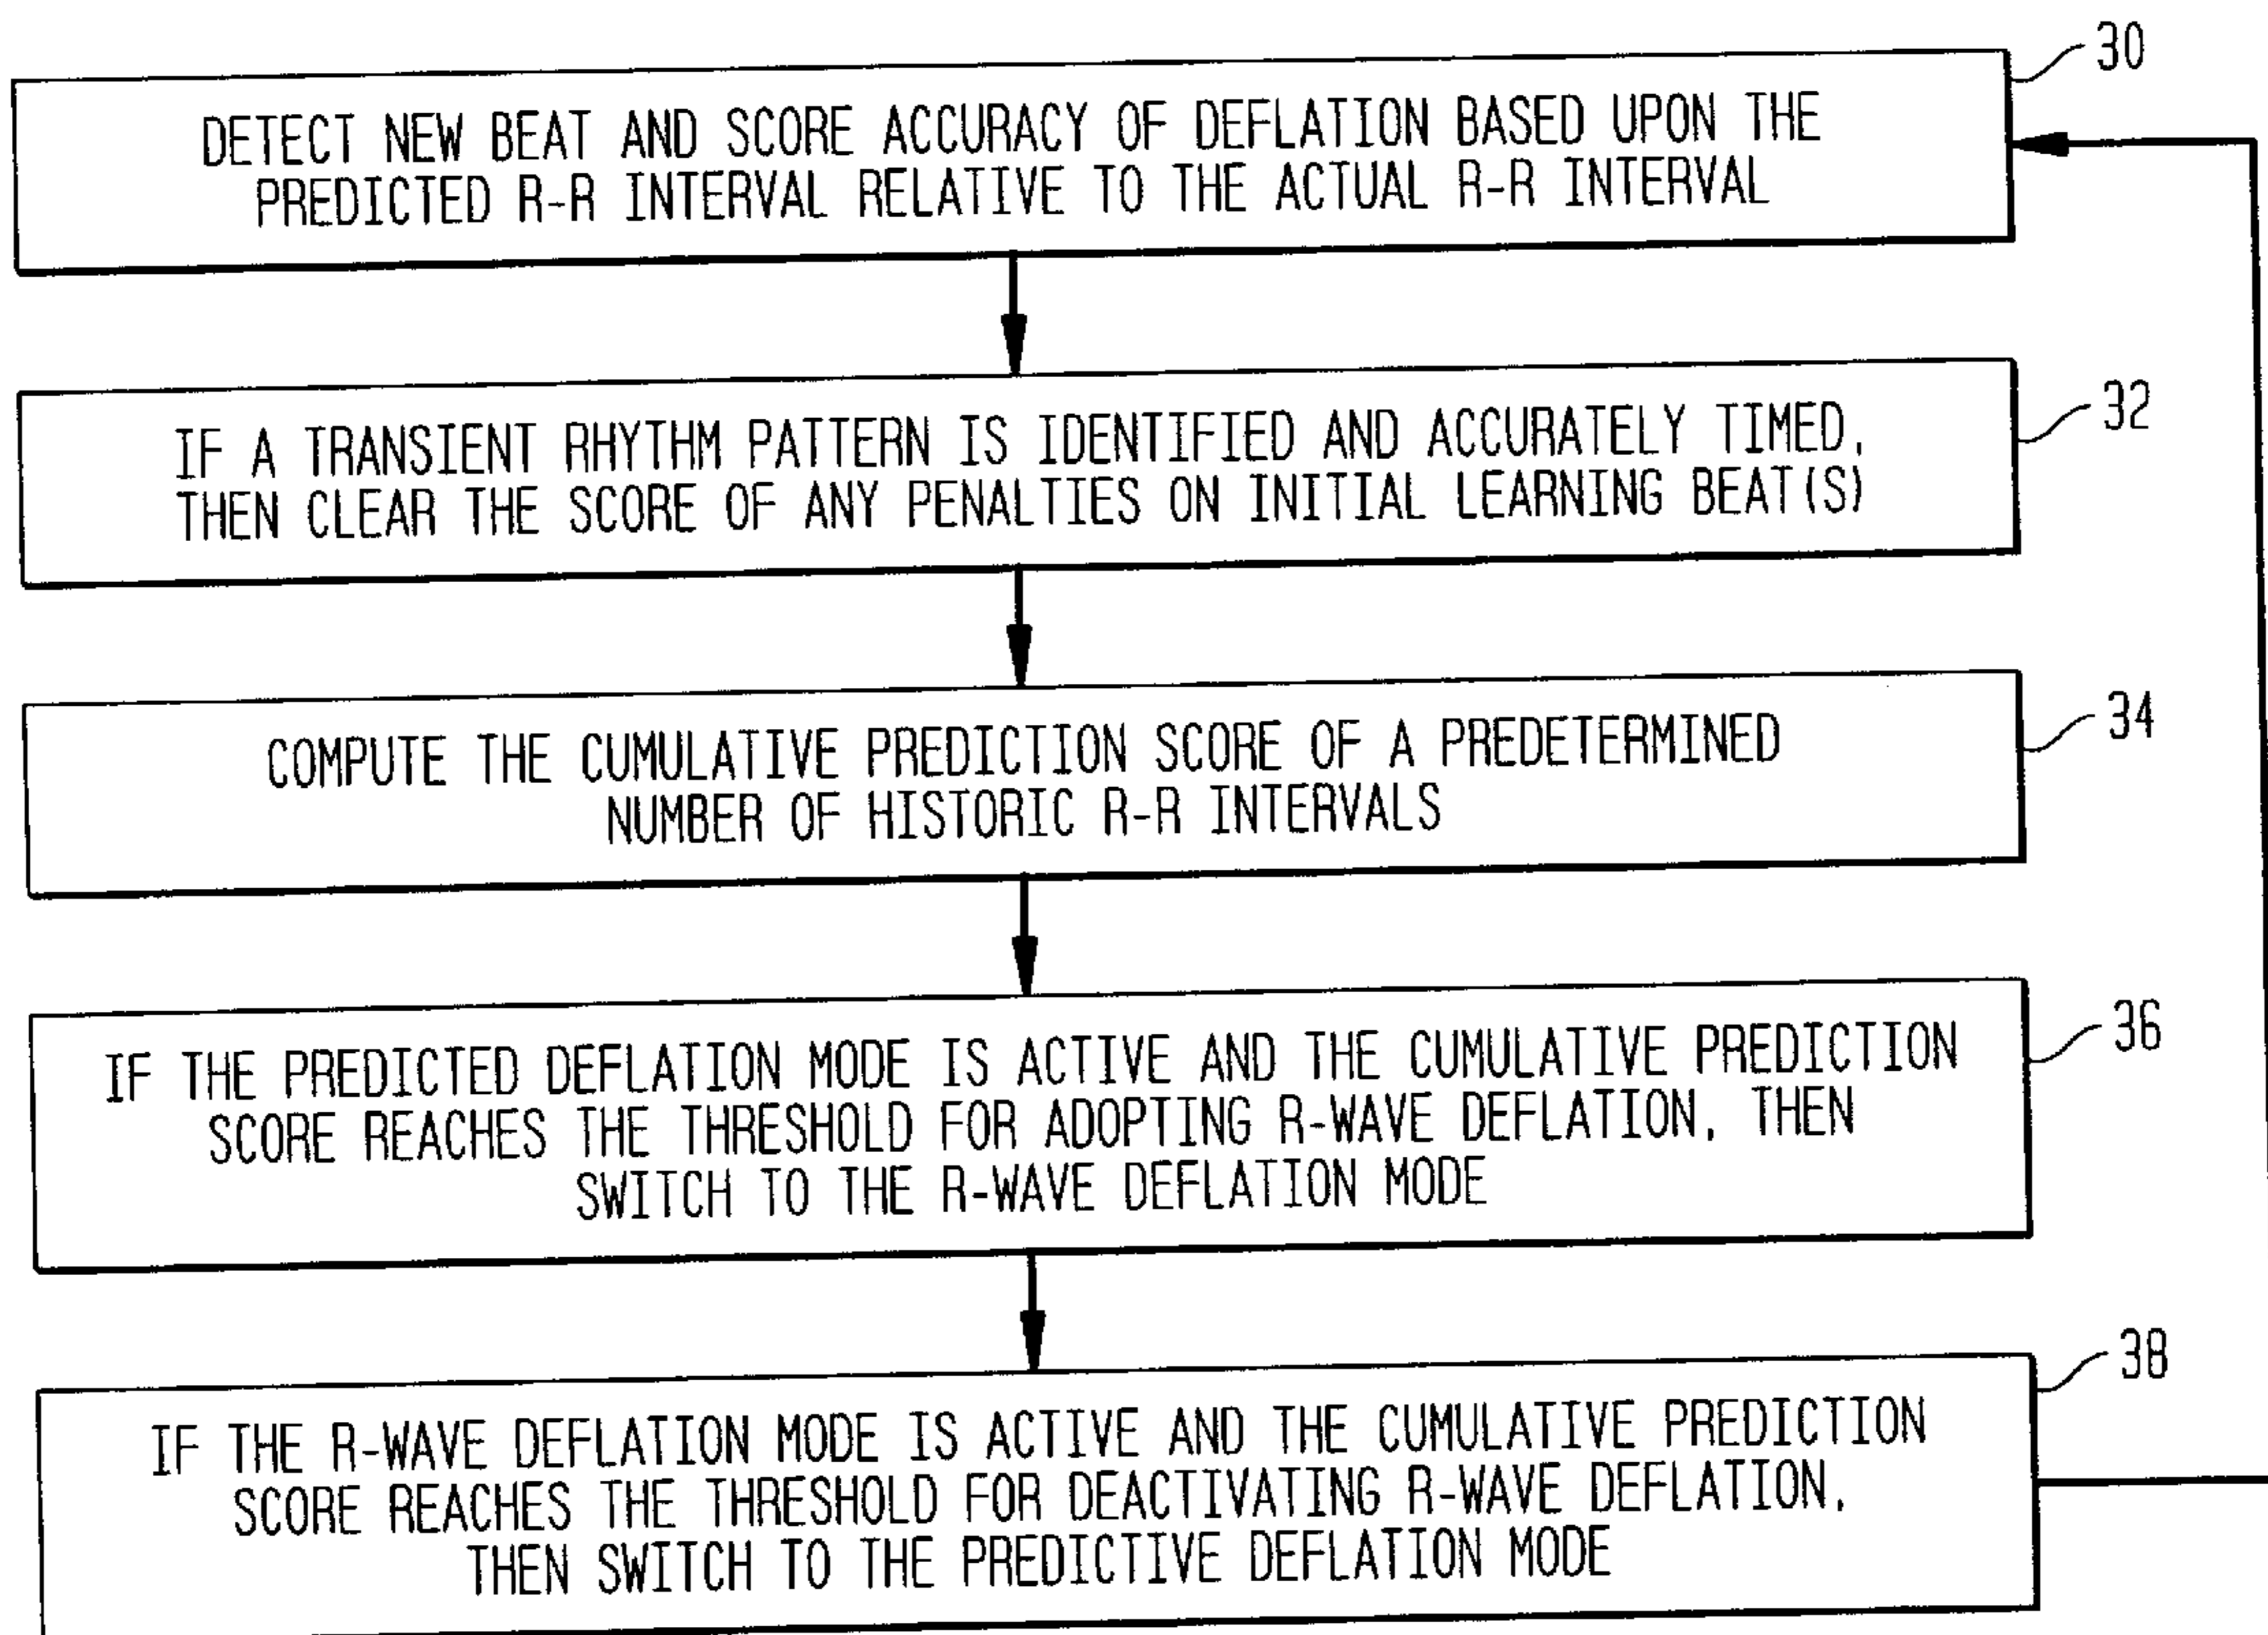 30
DETECT NEW BEAT AND SCORE ACCURACY OF DEFLATION BASED UPON THE
PREDICTED R-R INTERVAL RELATIVE TO THE ACTUAL R-R INTERVAL
32
IF A TRANSIENT RHYTHM PATTERN IS IDENTIFIED AND ACCURATELY TIMED,
THEN CLEAR THE SCORE OF ANY PENALTIES ON INITIAL LEARNING BEAT(S)
34
COMPUTE THE CUMULATIVE PREDICTION SCORE OF A PREDETERMINED
NUMBER OF HISTORIC R-R INTERVALS
36
IF THE PREDICTED DEFLATION MODE IS ACTIVE AND THE CUMULATIVE PREDICTION
SCORE REACHES THE THRESHOLD FOR ADOPTING R-WAVE DEFLATION, THEN
SWITCH TO THE R-WAVE DEFLATION MODE
38
IF THE R-WAVE DEFLATION MODE IS ACTIVE AND THE CUMULATIVE PREDICTION
SCORE REACHES THE THRESHOLD FOR DEACTIVATING R-WAVE DEFLATION,
THEN SWITCH TO THE PREDICTIVE DEFLATION MODE